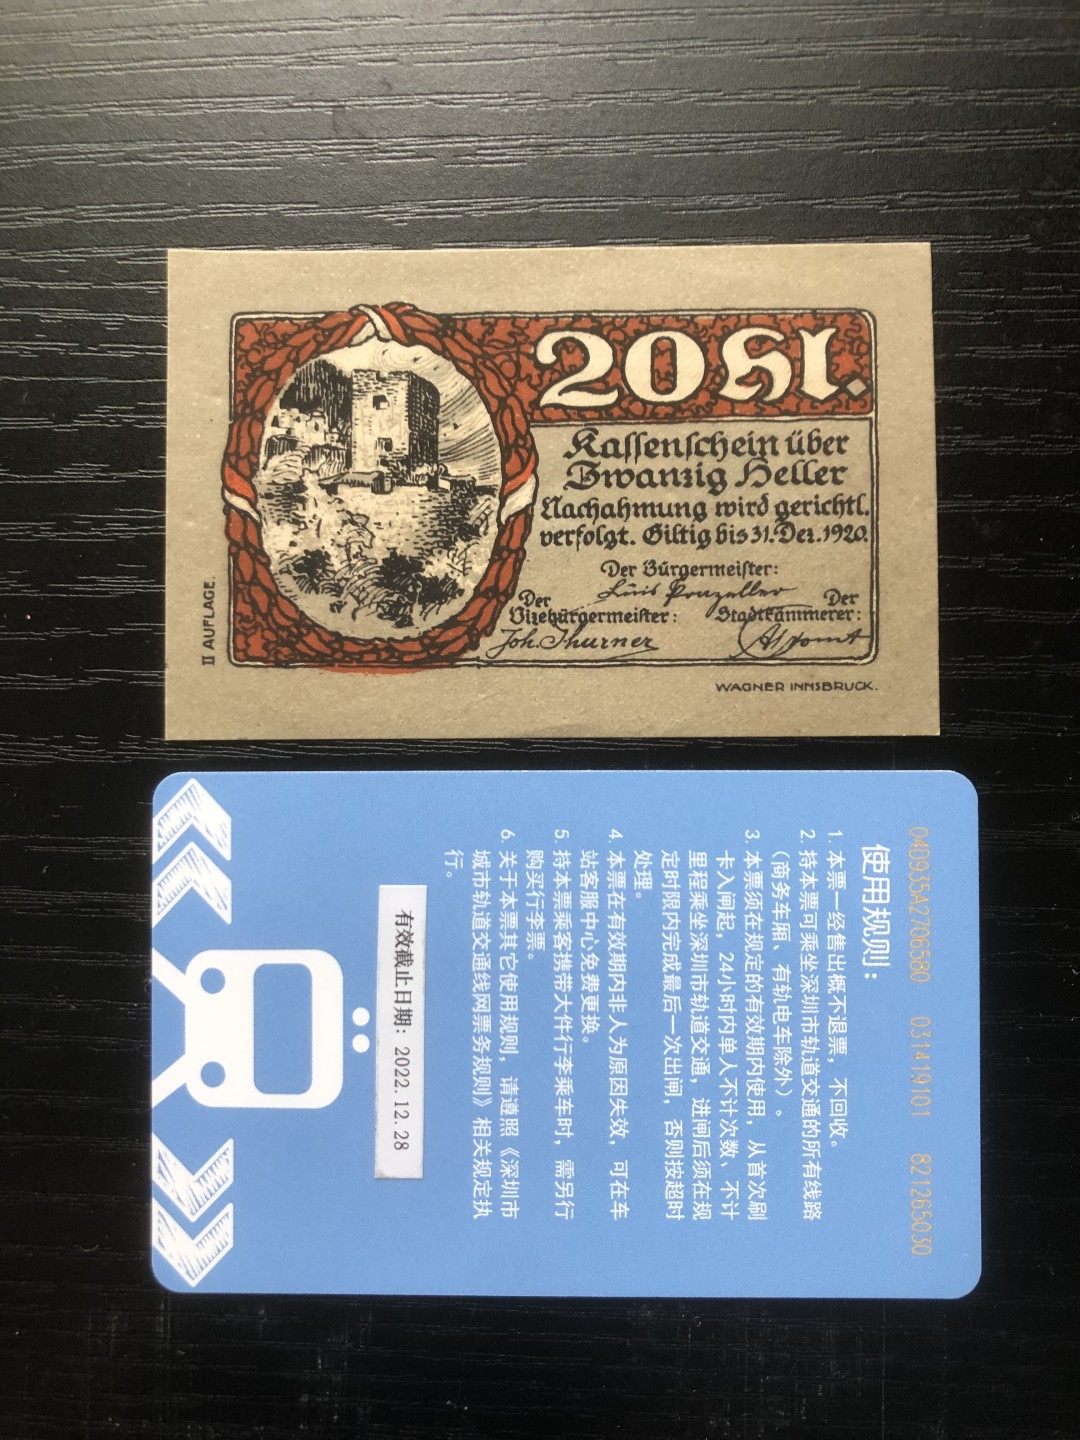 20 Hl.
Kassenschein über
Zwanzig Heller
Nachahmung wird gerichtl.
verfolgt. Giltig bis 31. Dez. 1920.
Der Bürgermeister:
Der
Vizebürgermeister:
Joh. Thurner
Der
Stadtkämmerer:
II AUFLAGE.
WAGNER INNSBRUCK.
04D935A2706580 031419101 821265030
使用规则：
1. 本票一经售出概不退票，不回收。
2. 持本票可乘坐深圳市轨道交通的所有线路
（商务车厢、有轨电车除外）。
3. 本票须在规定的有效期内使用，从首次刷
卡入闸起，24小时内单人不计次数、不计
里程乘坐深圳市轨道交通，进闸后须在规
定时限内完成最后一次出闸，否则按超时
处理。
4. 本票在有效期内非人为原因失效，可在车
站客服中心免费更换。
5. 持本票乘客携带大件行李乘车时，需另行
购买行李票。
6. 关于本票其它使用规则，请遵照《深圳市
城市轨道交通线网票务规则》相关规定执
行。
有效截止日期：2022.12.28